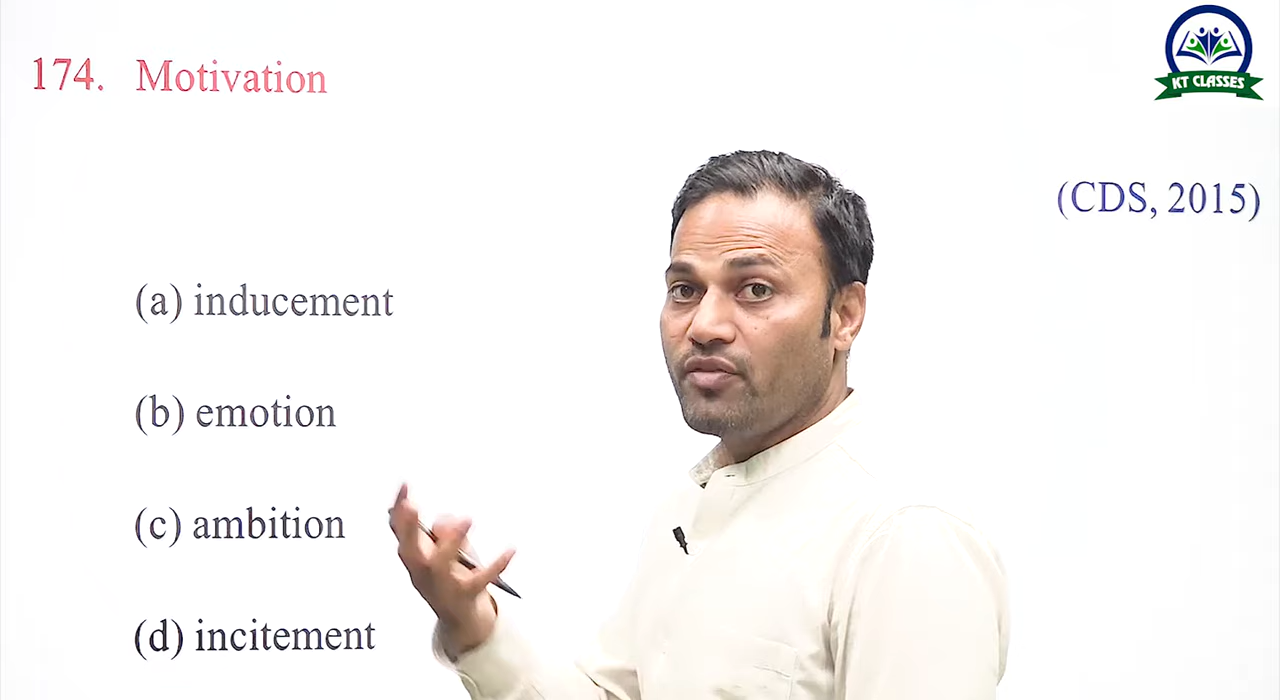 KT CLASSES
174. Motivation
(CDS, 2015)
(a) inducement
(b) emotion
(c) ambition
(d) incitement